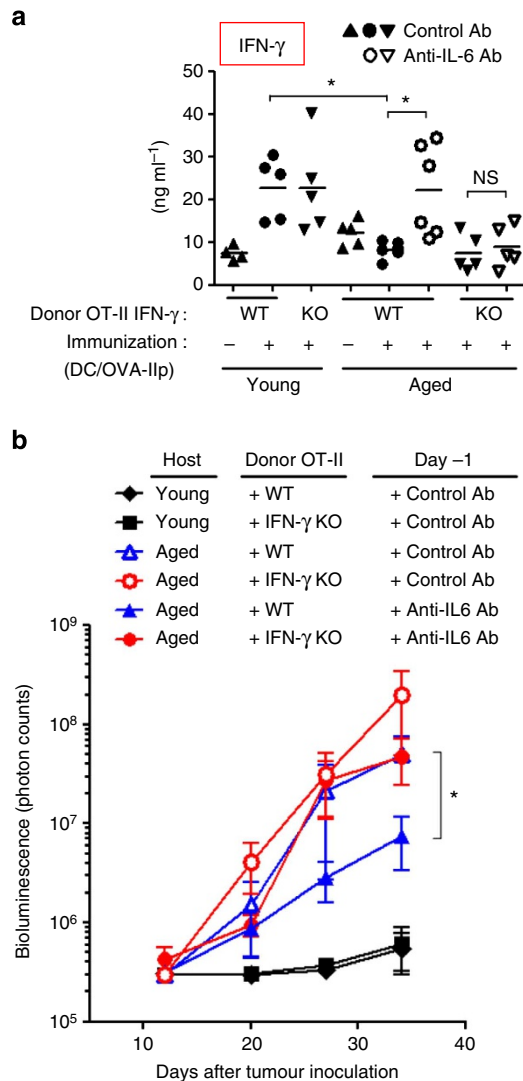 a
IFN-γ
▲ ● ▼ Control Ab
○ ▽ Anti-IL-6 Ab
(ng ml⁻¹)
50
40
30
20
10
0
*
*
NS
Donor OT-II IFN-γ : WT KO WT KO
Immunization : – + + – + + + +
(DC/OVA-IIp) Young Aged
b
Host Donor OT-II Day –1
Young + WT + Control Ab
Young + IFN-γ KO + Control Ab
Aged + WT + Control Ab
Aged + IFN-γ KO + Control Ab
Aged + WT + Anti-IL6 Ab
Aged + IFN-γ KO + Anti-IL6 Ab
Bioluminescence (photon counts)
10⁹
10⁸
10⁷
10⁶
10⁵
*
10 20 30 40
Days after tumour inoculation